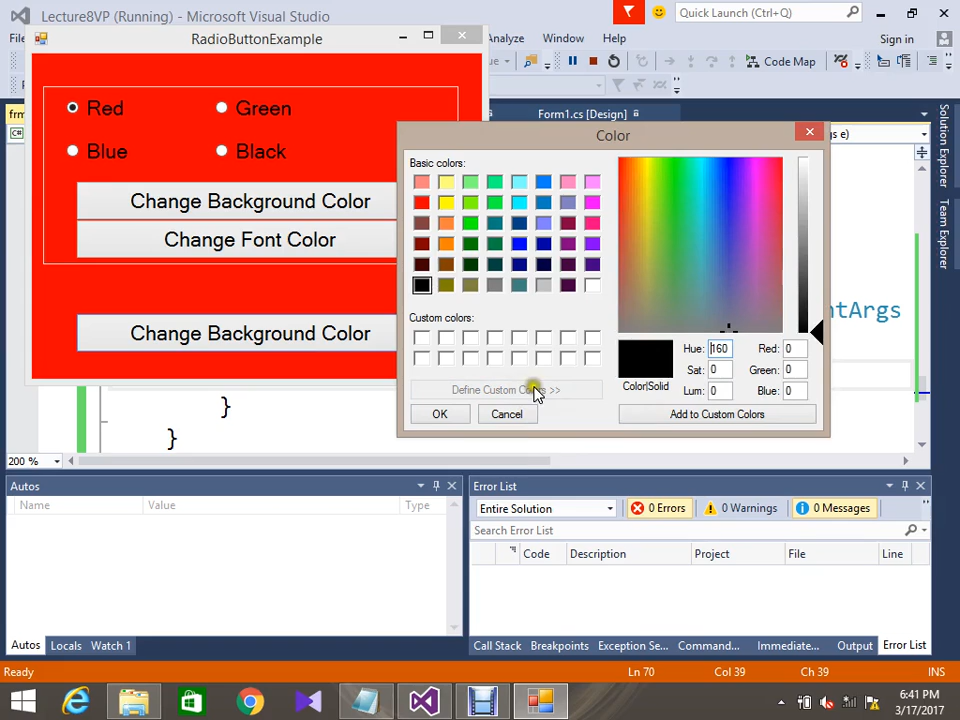 Lecture8VP (Running) - Microsoft Visual Studio
Quick Launch (Ctrl+Q)
RadioButtonExample
Analyze
Window
Help
Sign in
Code Map
Form1.cs [Design]
s e)
C#
Red
Green
Blue
Black
Change Background Color
Change Font Color
Change Background Color
Color
Basic colors:
Custom colors:
Define Custom Colors >>
OK
Cancel
Hue: 160
Red: 0
Sat: 0
Green: 0
Lum: 0
Blue: 0
Color|Solid
Add to Custom Colors
ntArgs
}
}
200 %
Solution Explorer
Team Explorer
Autos
Name
Value
Type
Autos
Locals
Watch 1
Error List
Entire Solution
0 Errors
0 Warnings
0 Messages
Search Error List
Code
Description
Project
File
Line
Call Stack
Breakpoints
Exception Se...
Command...
Immediate...
Output
Error List
Ready
Ln 70
Col 39
Ch 39
INS
6:41 PM
3/17/2017